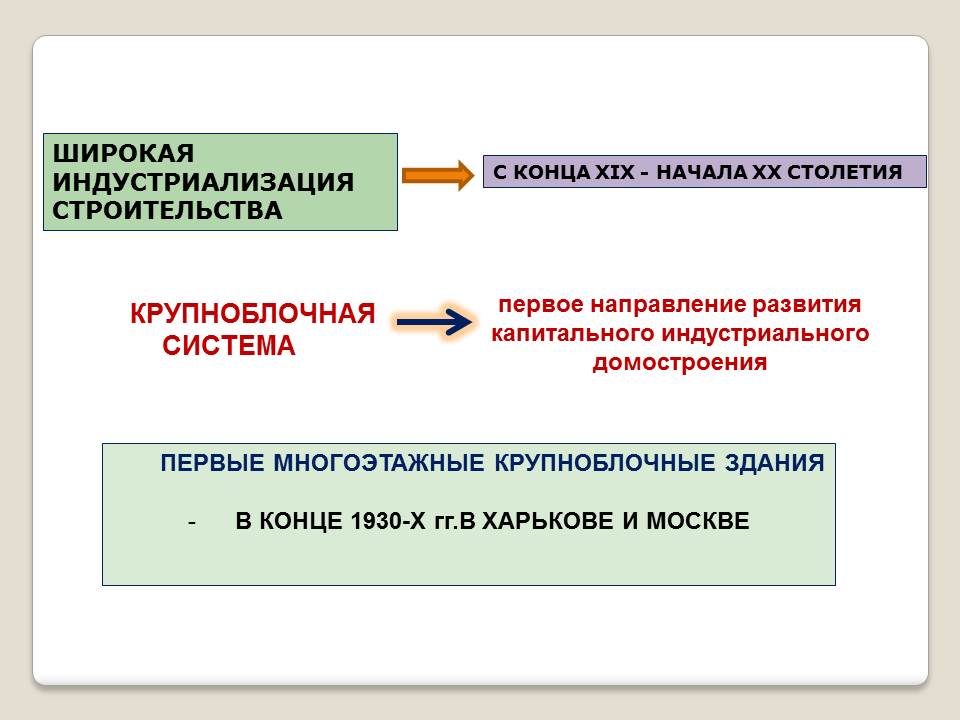 ШИРОКАЯ
ИНДУСТРИАЛИЗАЦИЯ
СТРОИТЕЛЬСТВА
С КОНЦА XIX - НАЧАЛА XX СТОЛЕТИЯ
КРУПНОБЛОЧНАЯ
СИСТЕМА
первое направление развития
капитального индустриального
домостроения
ПЕРВЫЕ МНОГОЭТАЖНЫЕ КРУПНОБЛОЧНЫЕ ЗДАНИЯ
- В КОНЦЕ 1930-Х гг.В ХАРЬКОВЕ И МОСКВЕ